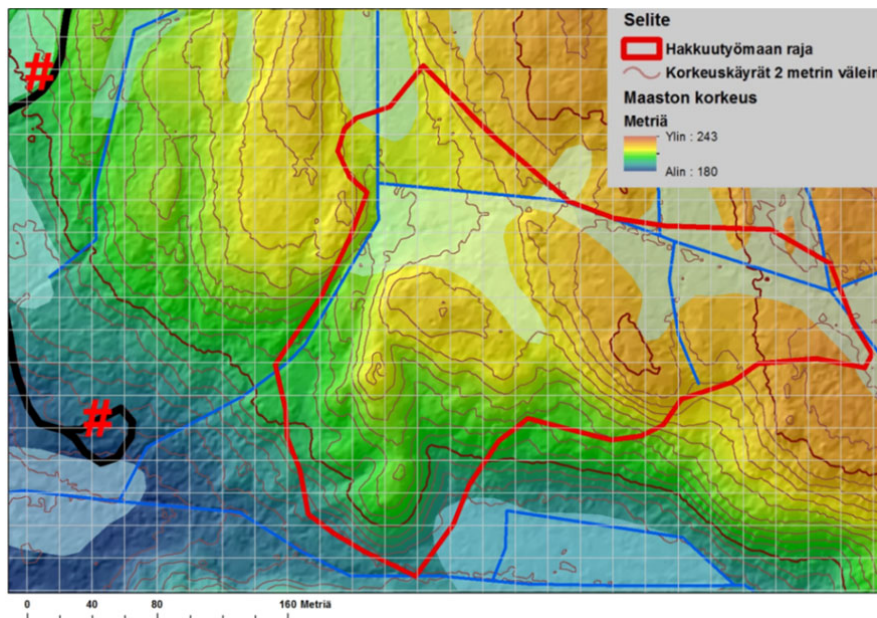 Selite
Hakkuutyömaan raja
Korkeuskäyrät 2 metrin välein
Maaston korkeus
Metriä
Ylin : 243
Alin : 180
#
#
0 40 80 160 Metriä